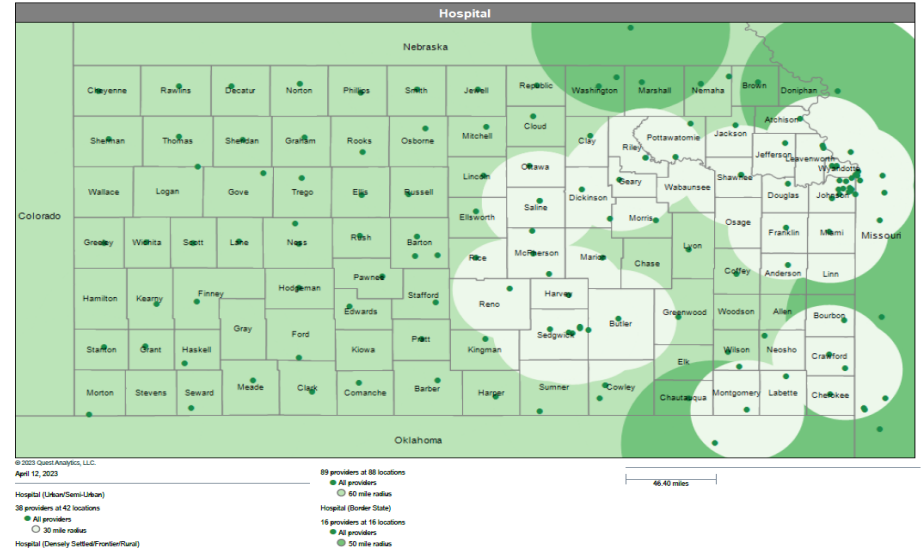 Hospital
Nebraska
Cheyenne Rawlins Decatur Norton Phillips Smith Jewell Republic Washington Marshall Nemaha Brown Doniphan
Atchison
Sherman Thomas Sheridan Graham Rooks Osborne Mitchell Cloud Clay Riley Pottawatomie Jackson
Jefferson Leavenworth
Wyandotte
Wallace Logan Gove Trego Ellis Russell Lincoln Ottawa Saline Dickinson Geary Wabaunsee Shawnee Douglas Johnson
Colorado
Ellsworth Morris Osage
Missouri
Greeley Wichita Scott Lane Ness Rush Barton Rice McPherson Marion Chase Lyon Franklin Miami
Coffey Anderson Linn
Hamilton Kearny Finney Hodgeman Pawnee Stafford Reno Harvey
Edwards
Gray Ford Sedgwick Butler Greenwood Woodson Allen Bourbon
Stanton Grant Haskell Kiowa Pratt Kingman Elk Wilson Neosho Crawford
Morton Stevens Seward Meade Clark Comanche Barber Harper Sumner Cowley Chautauqua Montgomery Labette Cherokee
Oklahoma
© 2023 Quest Analytics, LLC.
April 12, 2023
Hospital (Urban/Semi-Urban)
38 providers at 42 locations
All providers
30 mile radius
Hospital (Densely Settled/Frontier/Rural)
89 providers at 88 locations
All providers
60 mile radius
Hospital (Border State)
16 providers at 16 locations
All providers
50 mile radius
46.40 miles